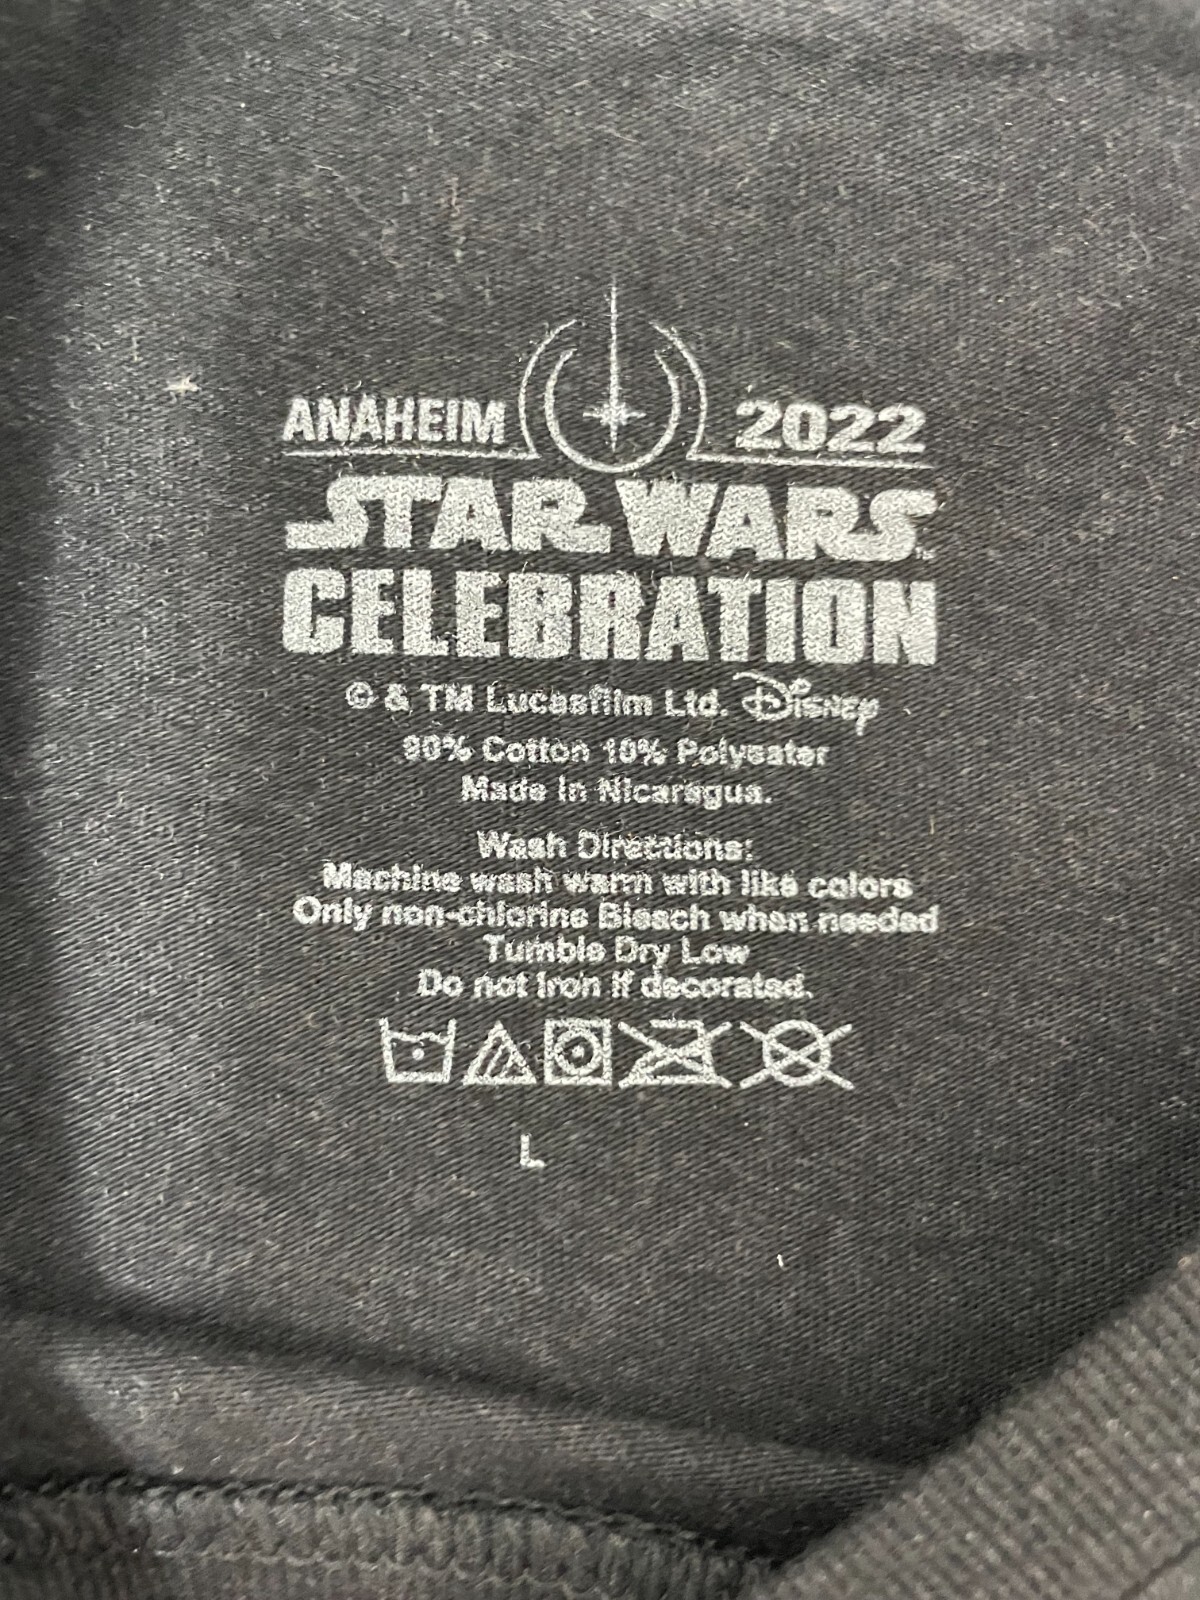 ANAHEIM 2022
STAR WARS
CELEBRATION
© & TM Lucasfilm Ltd. Disney
90% Cotton 10% Polyester
Made in Nicaragua.
Wash Directions:
Machine wash warm with like colors
Only non-chlorine Bleach when needed
Tumble Dry Low
Do not Iron if decorated.
L